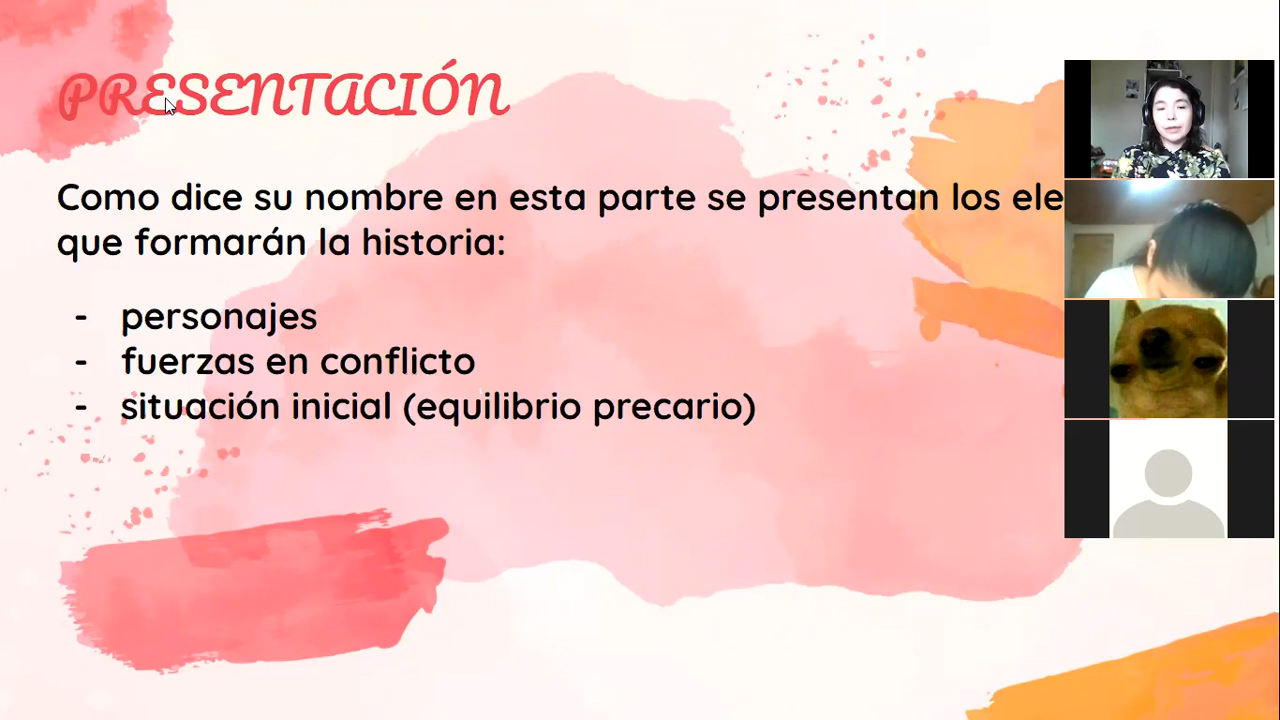 PRESENTACIÓN
Como dice su nombre en esta parte se presentan los ele
que formarán la historia:
- personajes
- fuerzas en conflicto
- situación inicial (equilibrio precario)